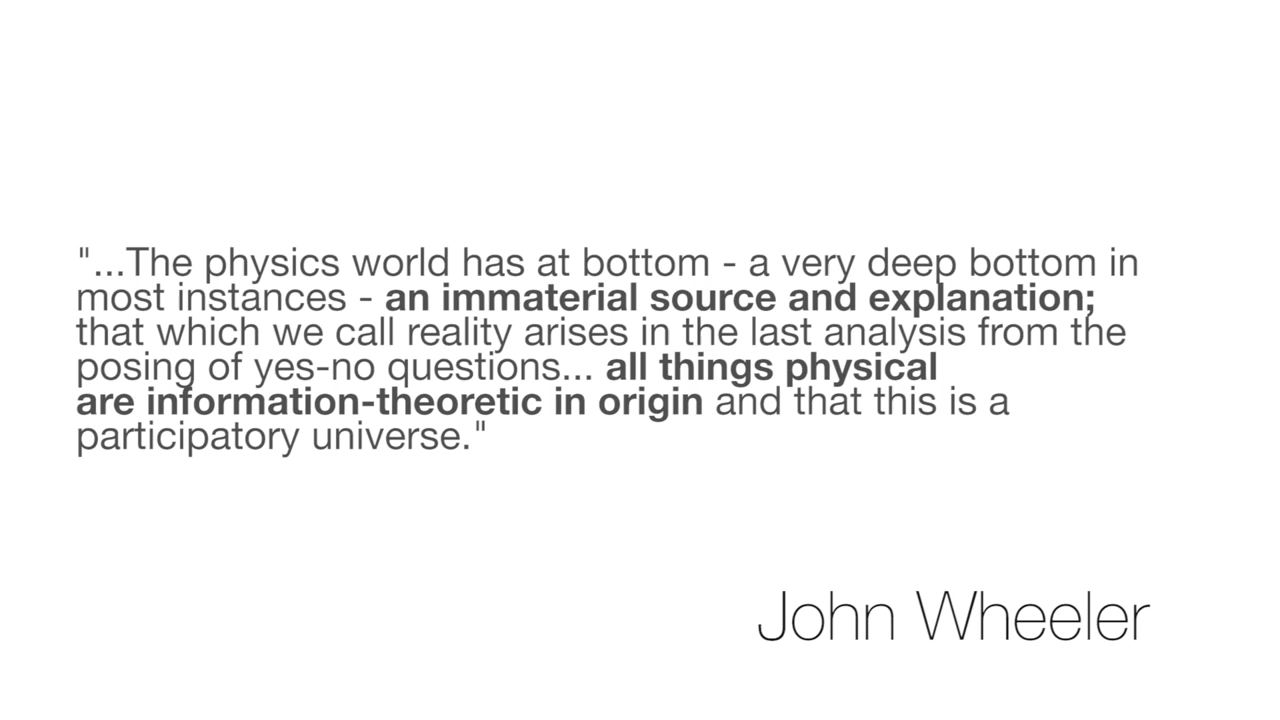 "...The physics world has at bottom - a very deep bottom in
most instances - an immaterial source and explanation;
that which we call reality arises in the last analysis from the
posing of yes-no questions... all things physical
are information-theoretic in origin and that this is a
participatory universe."
John Wheeler